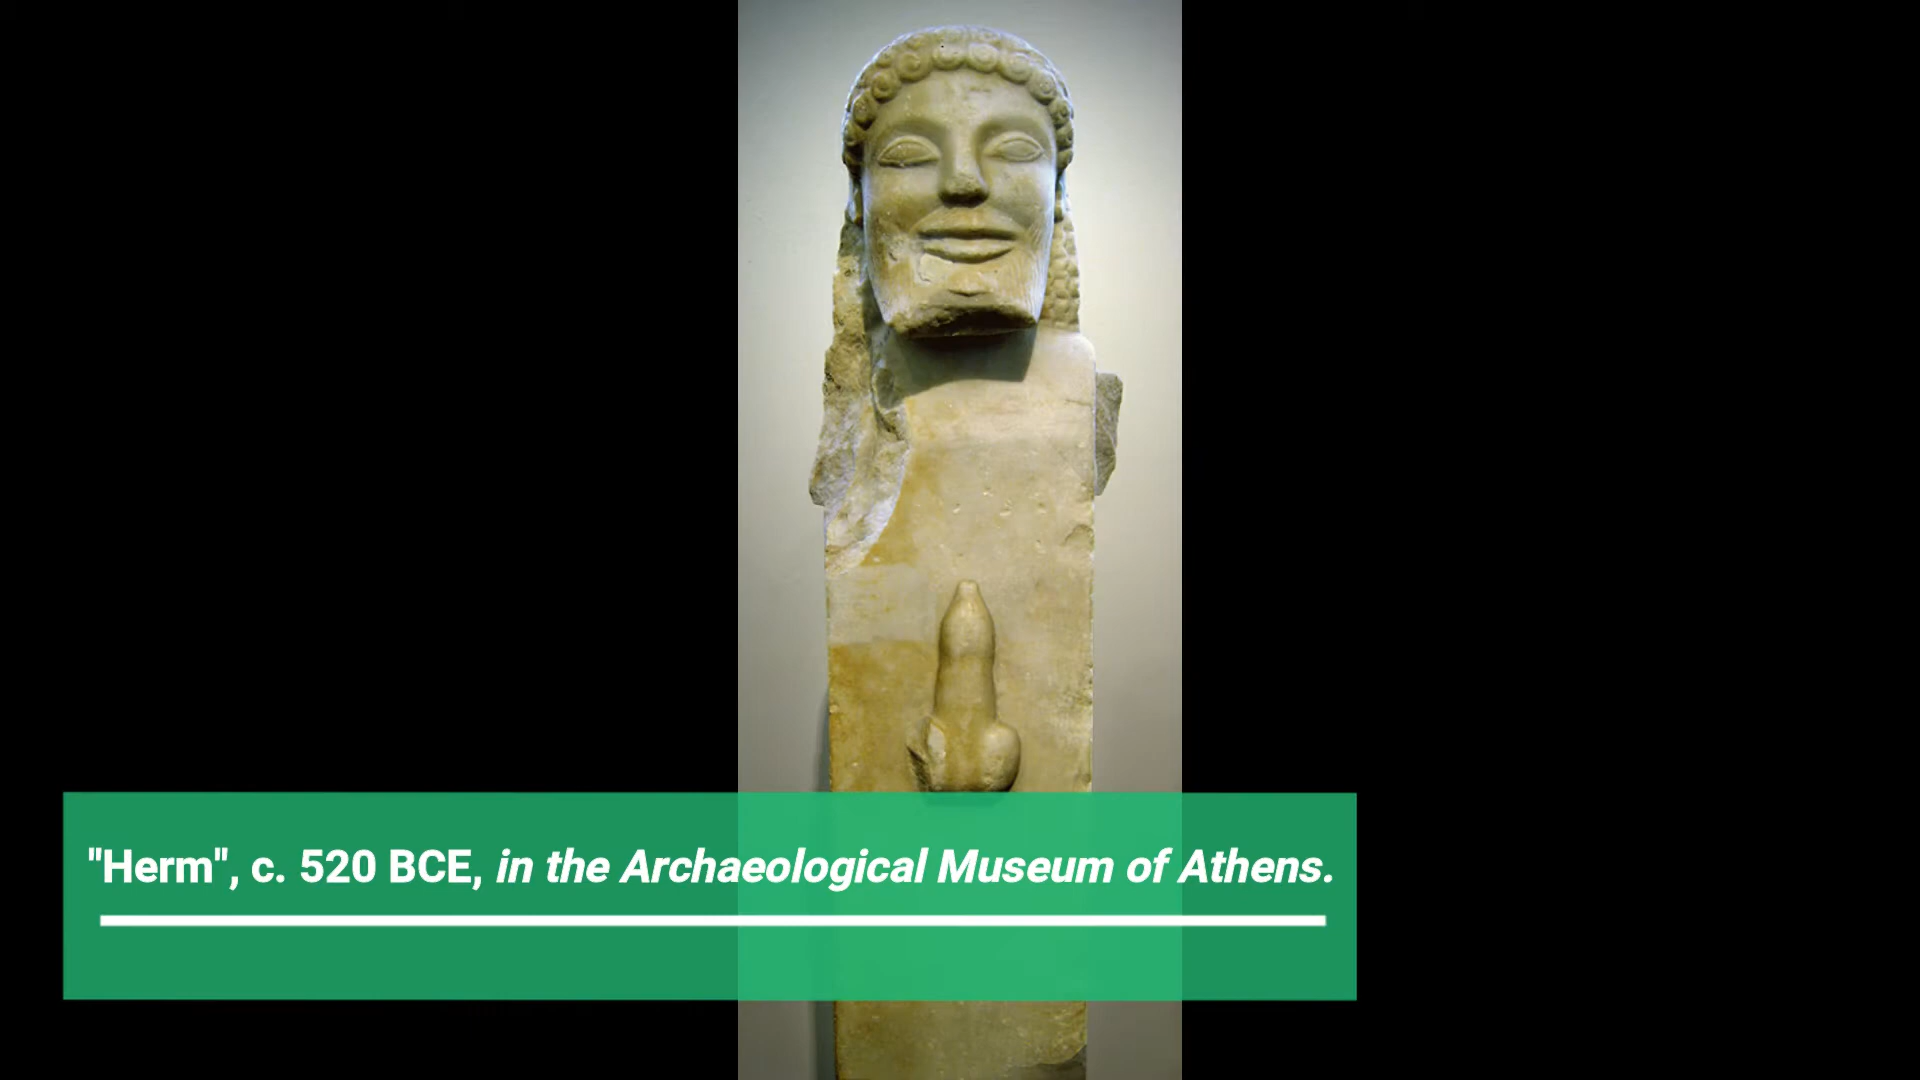 "Herm", c. 520 BCE, in the Archaeological Museum of Athens.